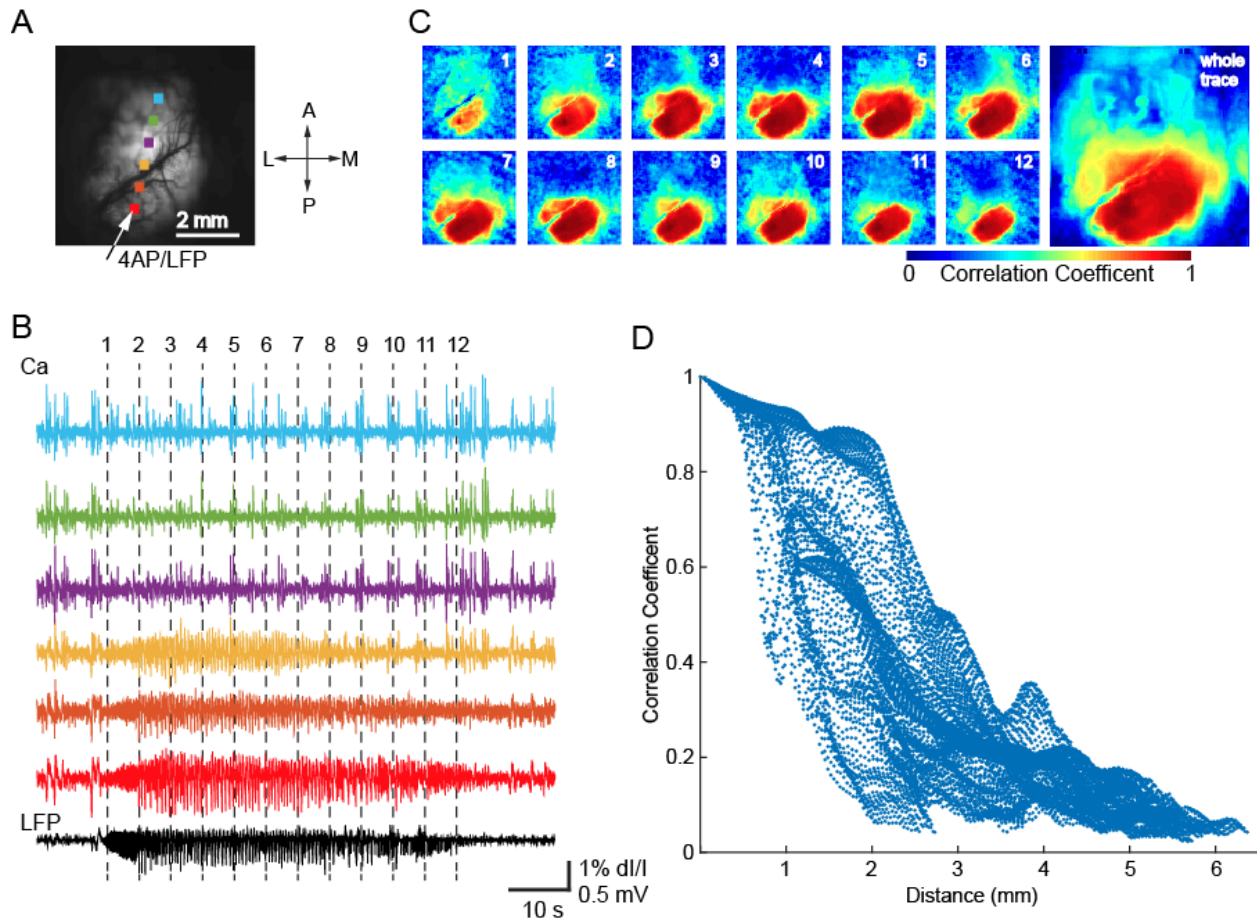 A
A
L
M
P
2 mm
4AP/LFP
C
1
2
3
4
5
6
7
8
9
10
11
12
whole
trace
0 Correlation Coefficent 1
B
Ca
1 2 3 4 5 6 7 8 9 10 11 12
LFP
1% dI/I
0.5 mV
10 s
D
Correlation Coefficent
1
0.8
0.6
0.4
0.2
0
1 2 3 4 5 6
Distance (mm)